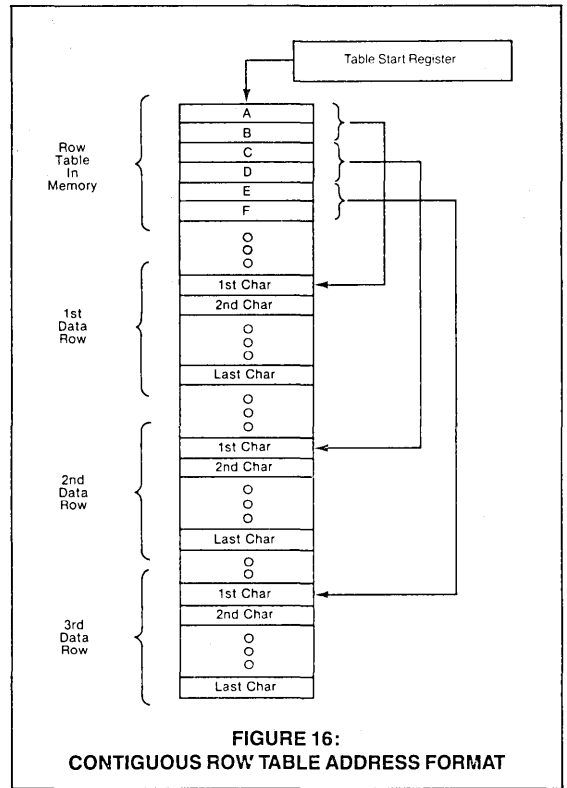 Table Start Register
A
B
C
D
E
F
Row
Table
In
Memory
1st Char
2nd Char
Last Char
1st
Data
Row
1st Char
2nd Char
Last Char
2nd
Data
Row
1st Char
2nd Char
Last Char
3rd
Data
Row
FIGURE 16:
CONTIGUOUS ROW TABLE ADDRESS FORMAT